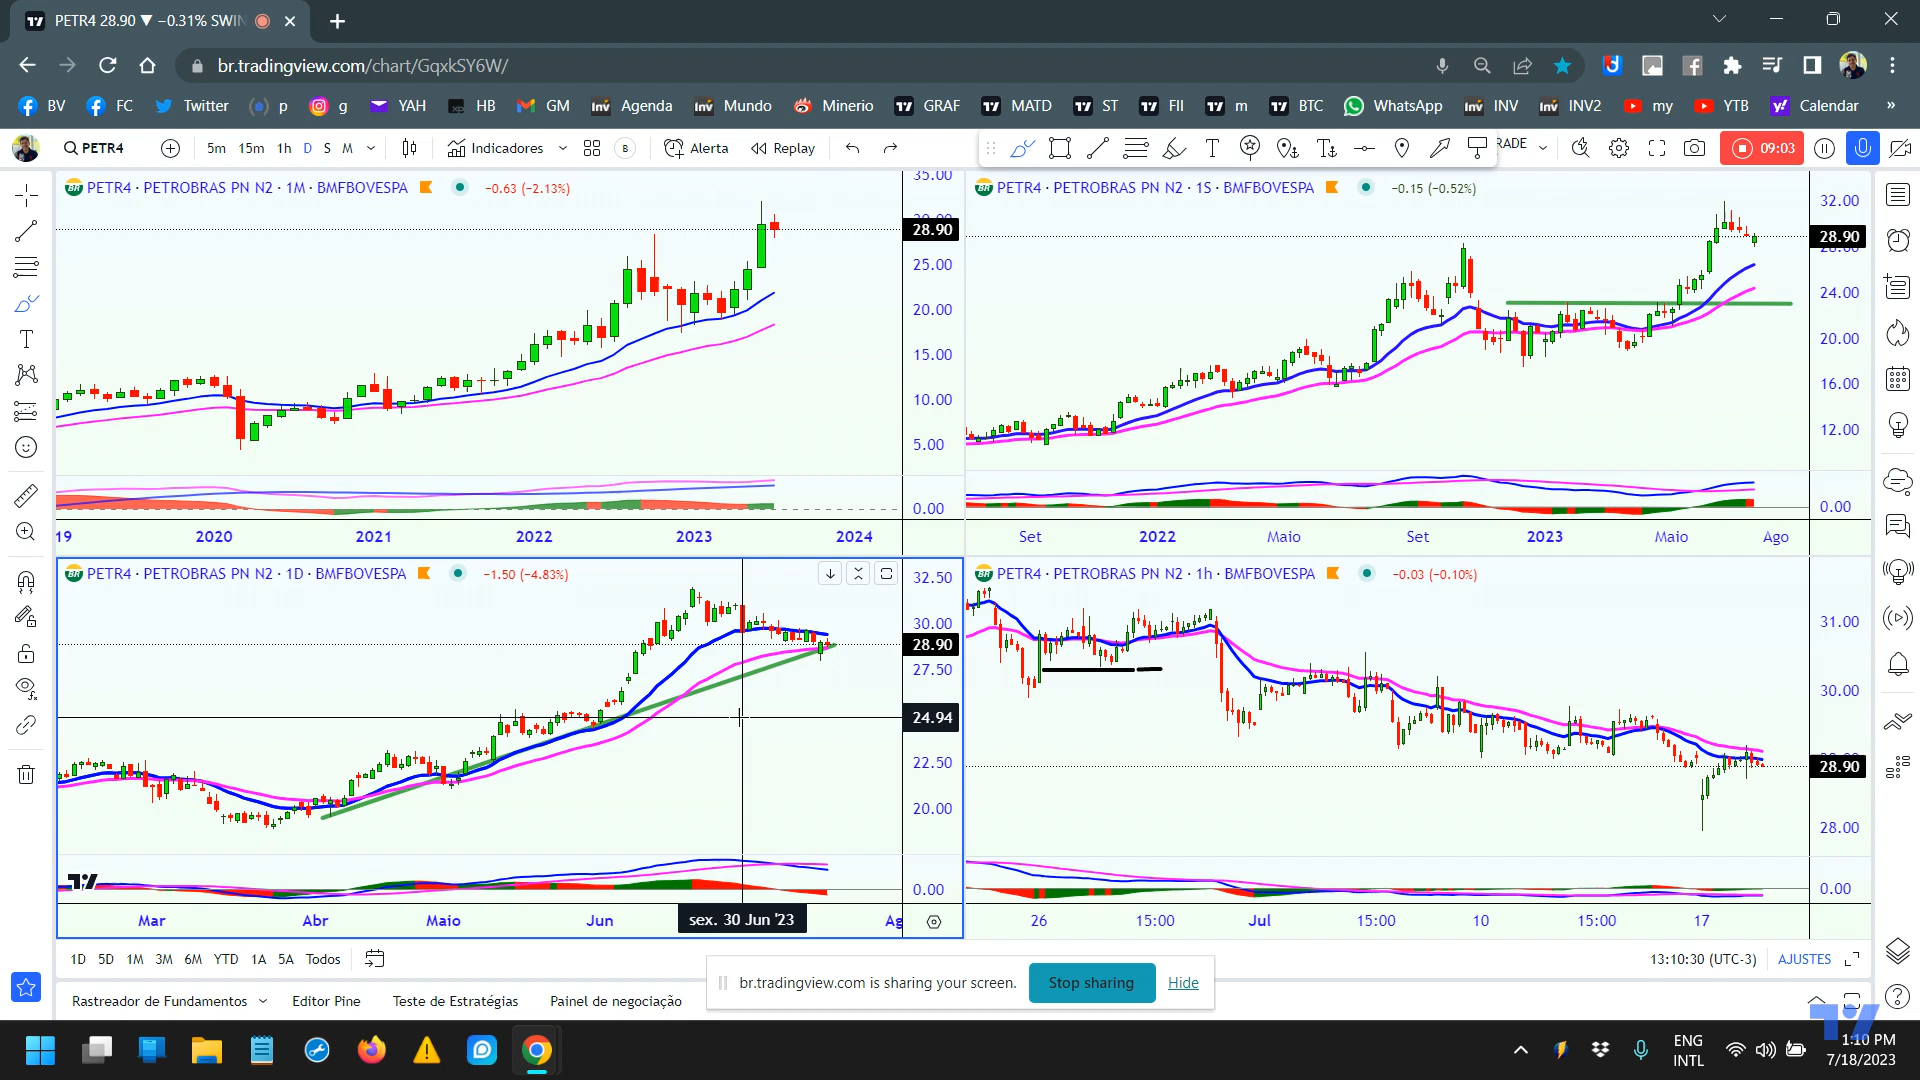 PETR4 28.90 ▼ −0.31% SWIN
br.tradingview.com/chart/GqxkSY6W/
BV FC Twitter p g YAH HB GM Agenda Mundo Minerio GRAF MATD ST FII m BTC WhatsApp INV INV2 my YTB Calendar »
PETR4 5m 15m 1h D S M Indicadores B Alerta Replay RADE 09:03
PETR4 · PETROBRAS PN N2 · 1M · BMFBOVESPA −0.63 (−2.13%)
35.00
30.00
28.90
25.00
20.00
15.00
10.00
5.00
0.00
19 2020 2021 2022 2023 2024
PETR4 · PETROBRAS PN N2 · 1S · BMFBOVESPA −0.15 (−0.52%)
32.00
28.90
28.00
24.00
20.00
16.00
12.00
0.00
Set 2022 Maio Set 2023 Maio Ago
PETR4 · PETROBRAS PN N2 · 1D · BMFBOVESPA −1.50 (−4.83%)
32.50
30.00
28.90
27.50
24.94
22.50
20.00
0.00
Mar Abr Maio Jun sex. 30 Jun '23 Ag
PETR4 · PETROBRAS PN N2 · 1h · BMFBOVESPA −0.03 (−0.10%)
31.00
30.00
28.90
28.00
0.00
26 15:00 Jul 15:00 10 15:00 17
1D 5D 1M 3M 6M YTD 1A 5A Todos
13:10:30 (UTC-3) AJUSTES
br.tradingview.com is sharing your screen. Stop sharing Hide
Rastreador de Fundamentos Editor Pine Teste de Estratégias Painel de negociação
ENG
INTL
1:10 PM
7/18/2023